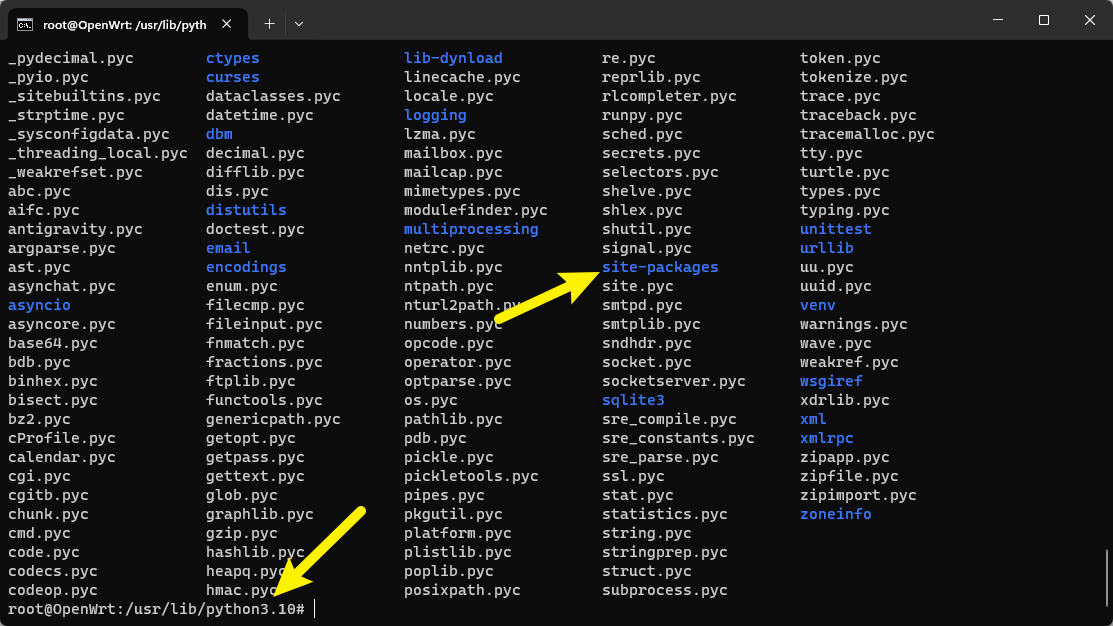 root@OpenWrt: /usr/lib/pyth
_pydecimal.pyc ctypes lib-dynload re.pyc token.pyc
_pyio.pyc curses linecache.pyc reprlib.pyc tokenize.pyc
_sitebuiltins.pyc dataclasses.pyc locale.pyc rlcompleter.pyc trace.pyc
_strptime.pyc datetime.pyc logging runpy.pyc traceback.pyc
_sysconfigdata.pyc dbm lzma.pyc sched.pyc tracemalloc.pyc
_threading_local.pyc decimal.pyc mailbox.pyc secrets.pyc tty.pyc
_weakrefset.pyc difflib.pyc mailcap.pyc selectors.pyc turtle.pyc
abc.pyc dis.pyc mimetypes.pyc shelve.pyc types.pyc
aifc.pyc distutils modulefinder.pyc shlex.pyc typing.pyc
antigravity.pyc doctest.pyc multiprocessing shutil.pyc unittest
argparse.pyc email netrc.pyc signal.pyc urllib
ast.pyc encodings nntplib.pyc site-packages uu.pyc
asynchat.pyc enum.pyc ntpath.pyc site.pyc uuid.pyc
asyncio filecmp.pyc nturl2path.pyc smtpd.pyc venv
asyncore.pyc fileinput.pyc numbers.pyc smtplib.pyc warnings.pyc
base64.pyc fnmatch.pyc opcode.pyc sndhdr.pyc wave.pyc
bdb.pyc fractions.pyc operator.pyc socket.pyc weakref.pyc
binhex.pyc ftplib.pyc optparse.pyc socketserver.pyc wsgiref
bisect.pyc functools.pyc os.pyc sqlite3 xdrlib.pyc
bz2.pyc genericpath.pyc pathlib.pyc sre_compile.pyc xml
cProfile.pyc getopt.pyc pdb.pyc sre_constants.pyc xmlrpc
calendar.pyc getpass.pyc pickle.pyc sre_parse.pyc zipapp.pyc
cgi.pyc gettext.pyc pickletools.pyc ssl.pyc zipfile.pyc
cgitb.pyc glob.pyc pipes.pyc stat.pyc zipimport.pyc
chunk.pyc graphlib.pyc pkgutil.pyc statistics.pyc zoneinfo
cmd.pyc gzip.pyc platform.pyc string.pyc
code.pyc hashlib.pyc plistlib.pyc stringprep.pyc
codecs.pyc heapq.pyc poplib.pyc struct.pyc
codeop.pyc hmac.pyc posixpath.pyc subprocess.pyc
root@OpenWrt:/usr/lib/python3.10#